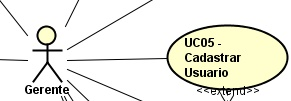 UC05 -
Cadastrar
Usuario
Gerente
<<extend>>